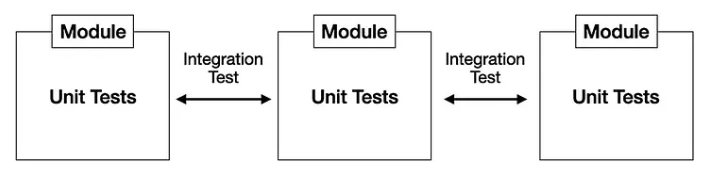 Module
Module
Module
Integration
Test
Integration
Test
Unit Tests
Unit Tests
Unit Tests